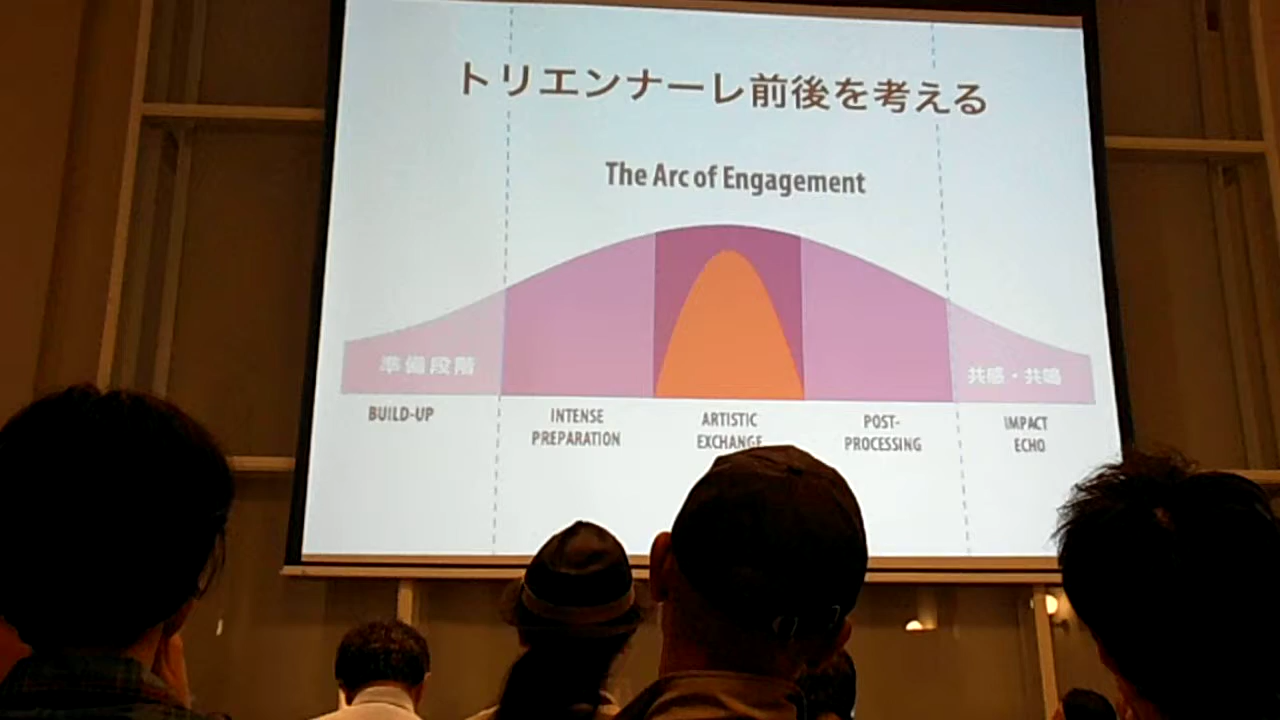 トリエンナーレ前後を考える
The Arc of Engagement
準備段階
共感・共鳴
BUILD-UP
INTENSE
PREPARATION
ARTISTIC
EXCHANGE
POST-
PROCESSING
IMPACT
ECHO